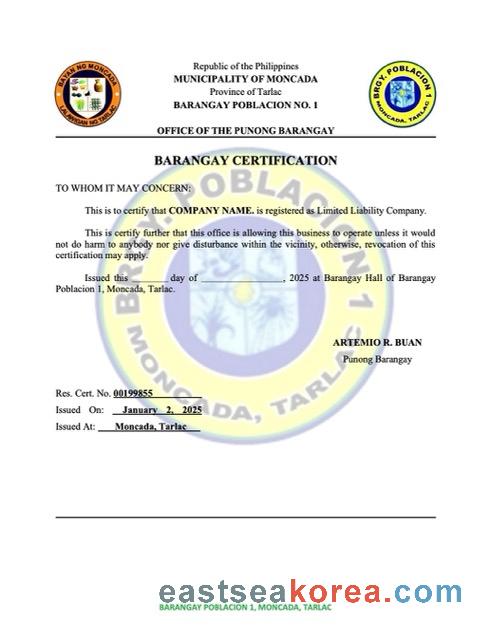 Republic of the Philippines
MUNICIPALITY OF MONCADA
Province of Tarlac
BARANGAY POBLACION NO. 1
BAYAN NG MONCADA
LALAWIGAN NG TARLAC
BRGY. POBLACION 1
MONCADA, TARLAC
OFFICE OF THE PUNONG BARANGAY
BARANGAY CERTIFICATION
TO WHOM IT MAY CONCERN:
This is to certify that COMPANY NAME. is registered as Limited Liability Company.
This is certify further that this office is allowing this business to operate unless it would
not do harm to anybody nor give disturbance within the vicinity, otherwise, revocation of this
certification may apply.
Issued this ________ day of _________________, 2025 at Barangay Hall of Barangay
Poblacion 1, Moncada, Tarlac.
BRGY. POBLACION 1
MONCADA, TARLAC
ARTEMIO R. BUAN
Punong Barangay
Res. Cert. No. 00199855
Issued On: January 2, 2025
Issued At: Moncada, Tarlac
eastseakorea.com
BARANGAY POBLACION 1, MONCADA, TARLAC